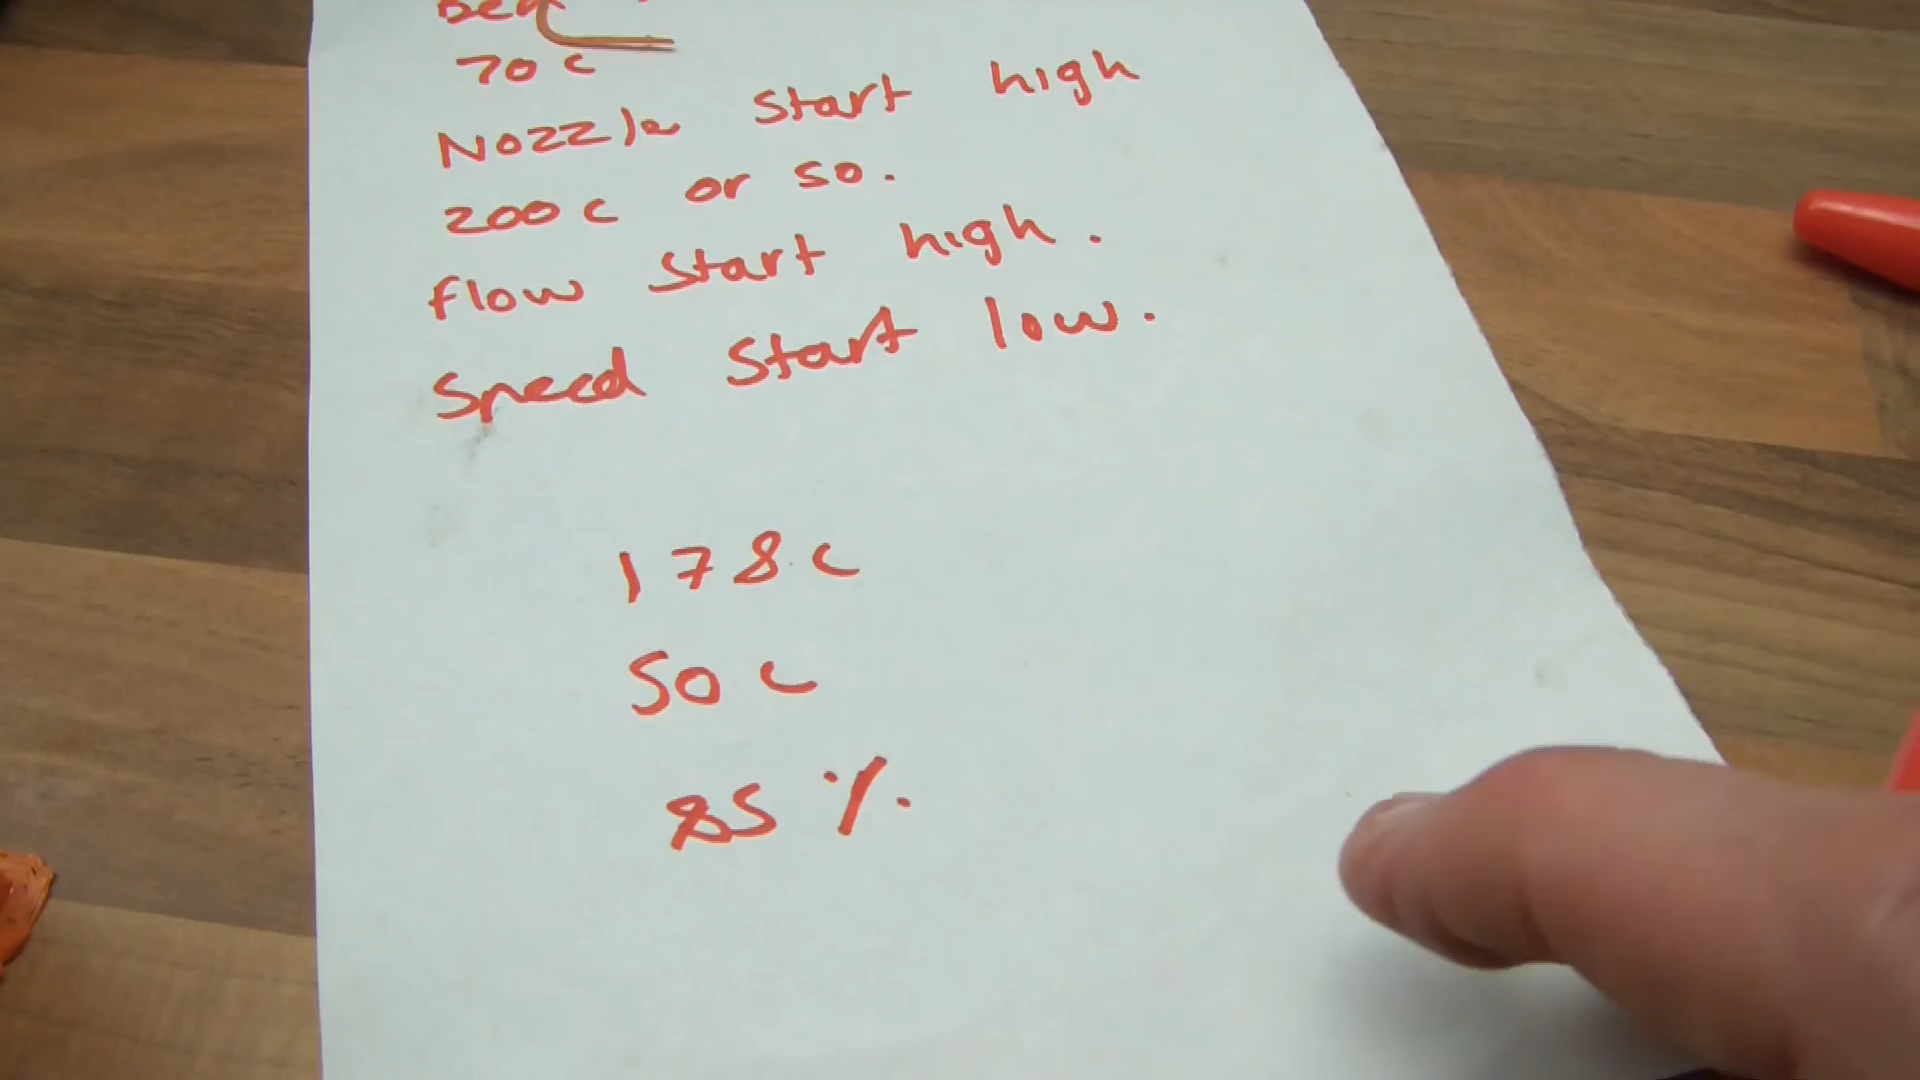 70 c
Nozzle start high
200 c or so.
flow start high.
Speed start low.
178 c
50 c
85 %.